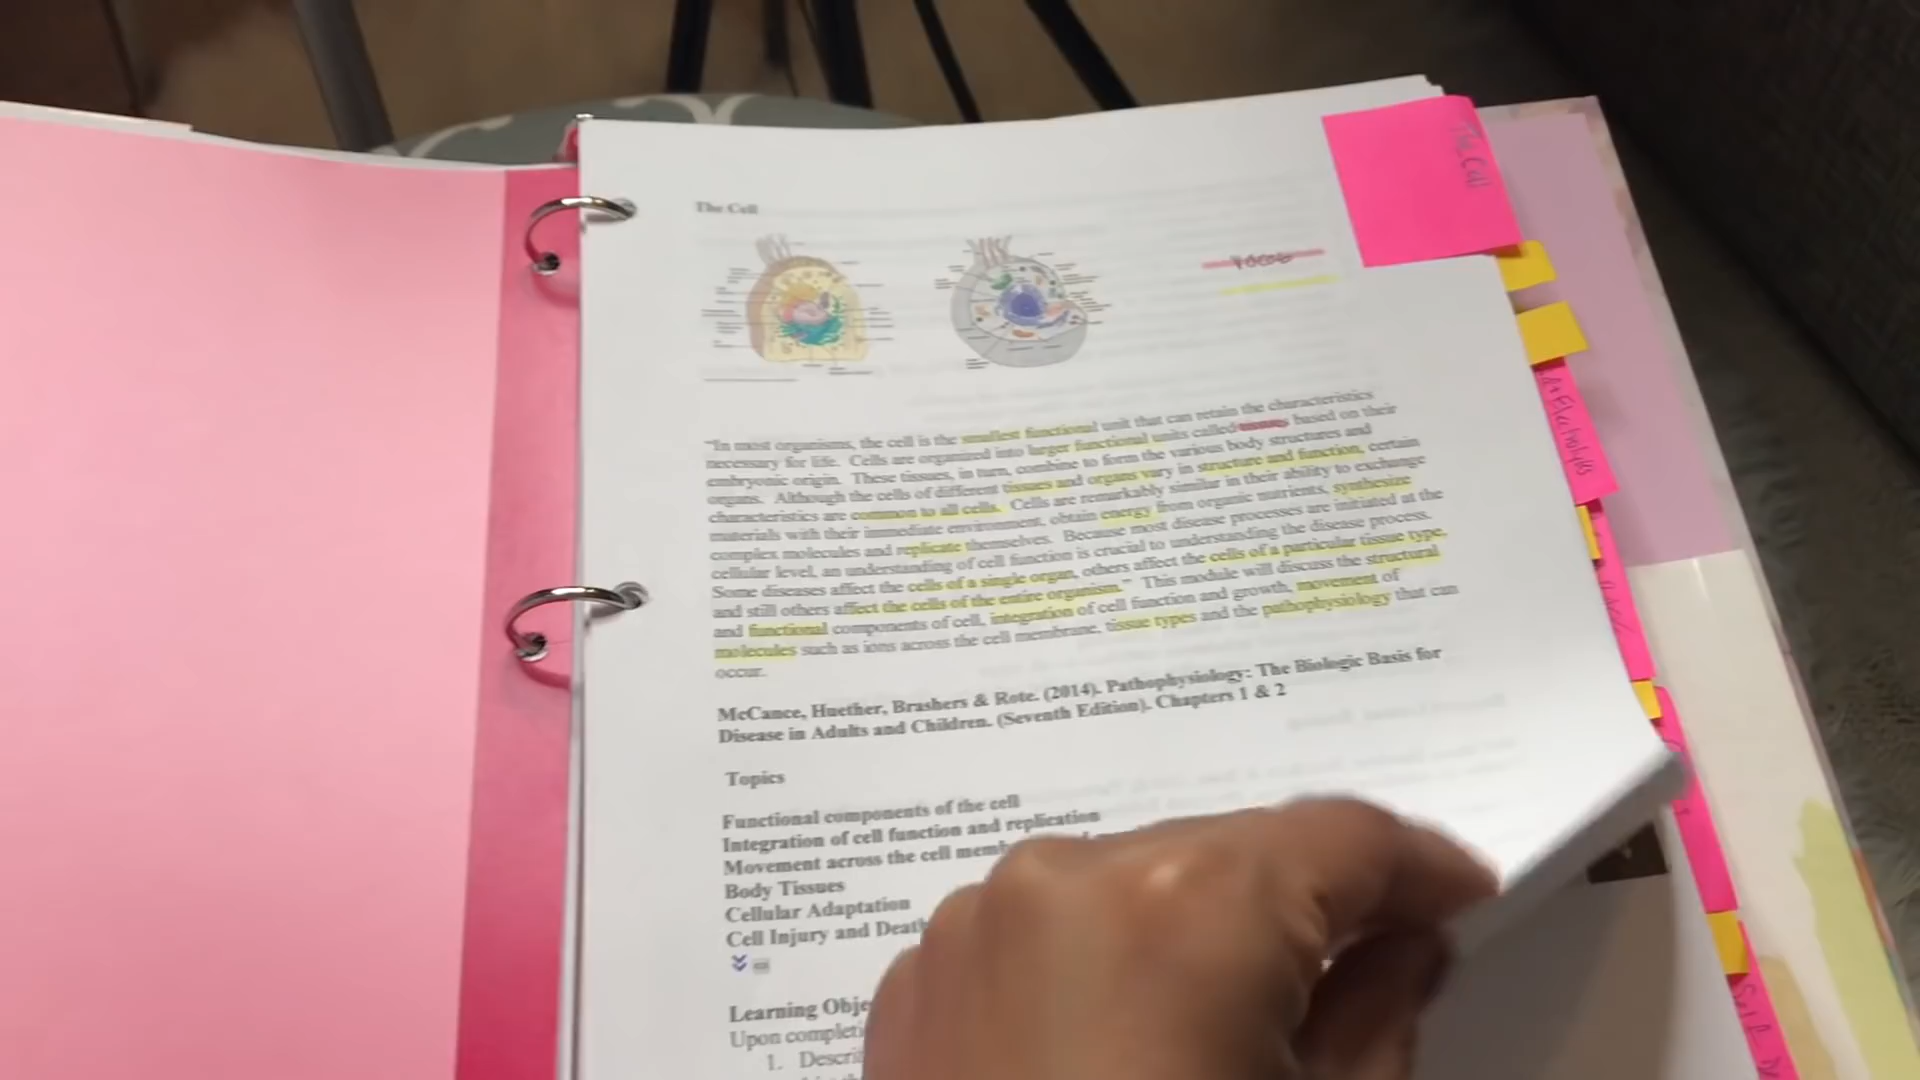 The Cell
The Cell
Vocab
"In most organisms, the cell is the smallest functional unit that can retain the characteristics
necessary for life. Cells are organized into larger functional units called tissues based on their
embryonic origin. These tissues, in turn, combine to form the various body structures and
organs. Although the cells of different tissues and organs vary in structure and function, certain
characteristics are common to all cells. Cells are remarkably similar in their ability to exchange
materials with their immediate environment, obtain energy from organic nutrients, synthesize
complex molecules and replicate themselves. Because most disease processes are initiated at the
cellular level, an understanding of cell function is crucial to understanding the disease process.
Some diseases affect the cells of a single organ, others affect the cells of a particular tissue type,
and still others affect the cells of the entire organism." This module will discuss the structural
and functional components of cell, integration of cell function and growth, movement of
molecules such as ions across the cell membrane, tissue types and the pathophysiology that can
occur.
McCance, Huether, Brashers & Rote. (2014). Pathophysiology: The Biologic Basis for
Disease in Adults and Children. (Seventh Edition). Chapters 1 & 2
Topics
Functional components of the cell
Integration of cell function and replication
Movement across the cell memb
Body Tissues
Cellular Adaptation
Cell Injury and Death
Learning Obje
Upon completi
1. Descri